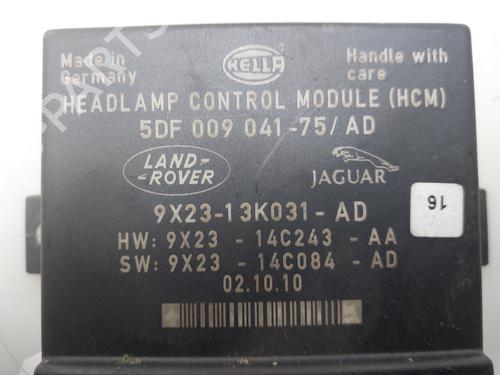 Made in
Germany
HELLA
Handle with
care
HEADLAMP CONTROL MODULE (HCM)
5DF 009 041-75/AD
LAND-
ROVER
JAGUAR
9X23-13K031-AD
16
HW: 9X23 - 14C243 - AA
SW: 9X23 - 14C084 - AD
02.10.10